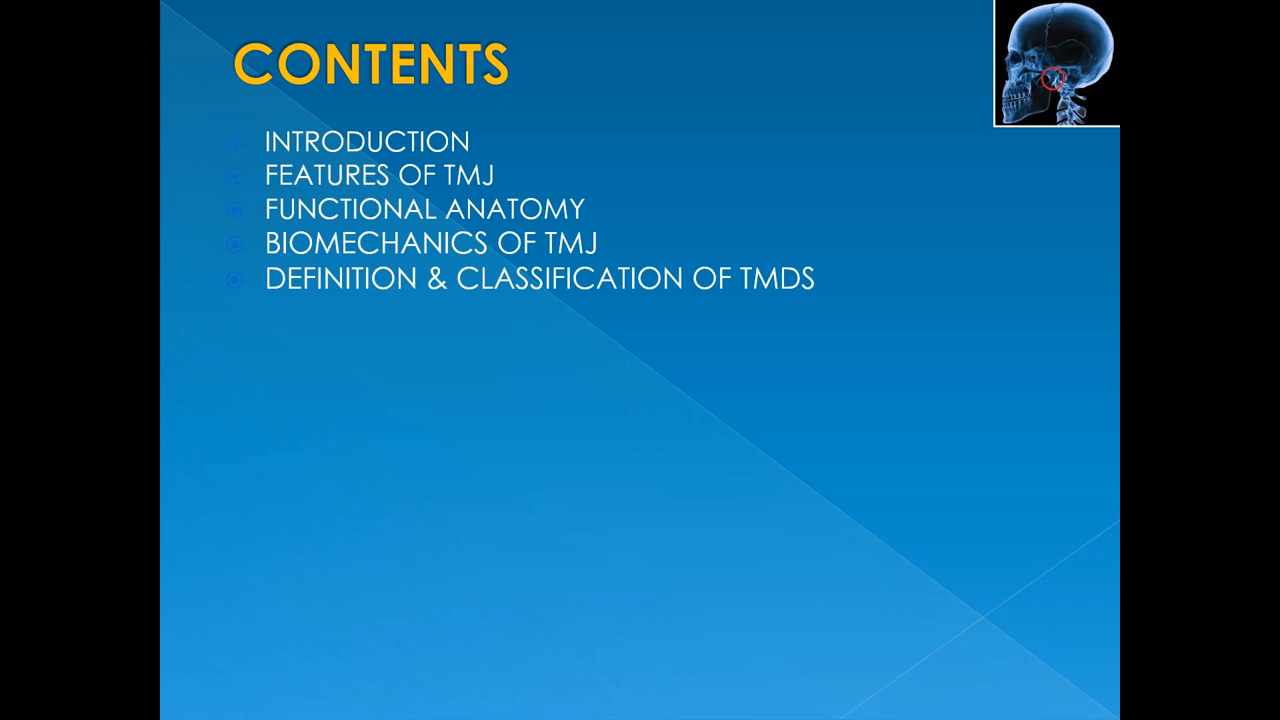 CONTENTS
INTRODUCTION
FEATURES OF TMJ
FUNCTIONAL ANATOMY
BIOMECHANICS OF TMJ
DEFINITION & CLASSIFICATION OF TMDS